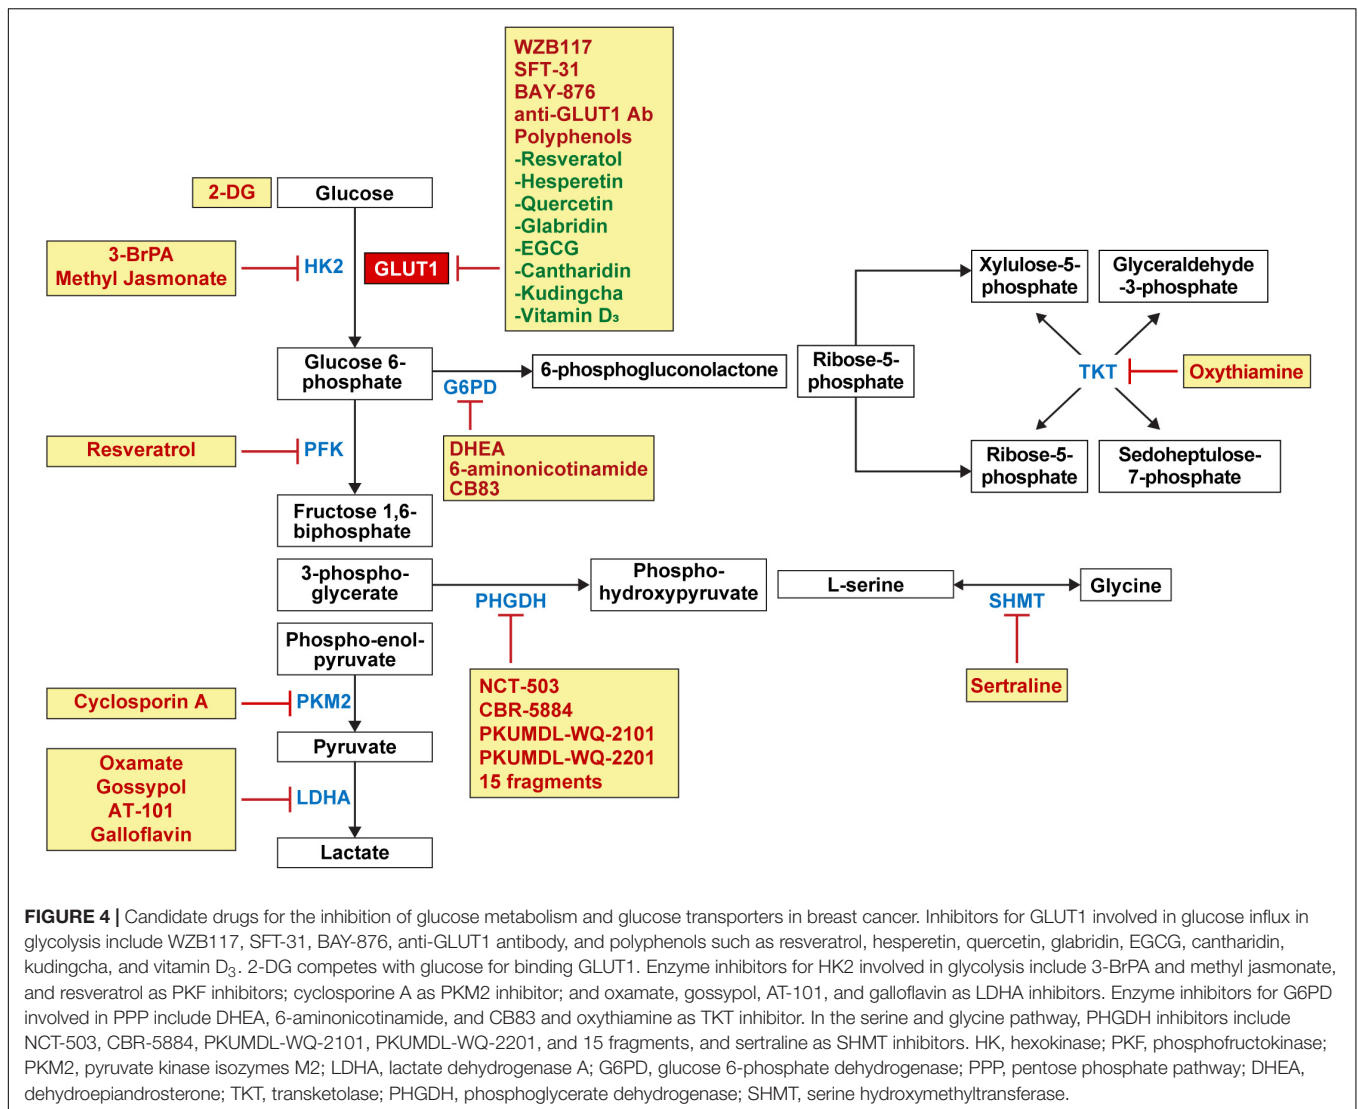 WZB117
SFT-31
BAY-876
anti-GLUT1 Ab
Polyphenols
-Resveratol
-Hesperetin
-Quercetin
-Glabridin
-EGCG
-Cantharidin
-Kudingcha
-Vitamin D₃
2-DG
Glucose
3-BrPA
Methyl Jasmonate
HK2
GLUT1
Glucose 6-
phosphate
G6PD
6-phosphogluconolactone
Ribose-5-
phosphate
Xylulose-5-
phosphate
Glyceraldehyde
-3-phosphate
TKT
Oxythiamine
Ribose-5-
phosphate
Sedoheptulose-
7-phosphate
Resveratrol
PFK
DHEA
6-aminonicotinamide
CB83
Fructose 1,6-
biphosphate
3-phospho-
glycerate
PHGDH
Phospho-
hydroxypyruvate
L-serine
SHMT
Glycine
Phospho-enol-
pyruvate
NCT-503
CBR-5884
PKUMDL-WQ-2101
PKUMDL-WQ-2201
15 fragments
Sertraline
Cyclosporin A
PKM2
Pyruvate
Oxamate
Gossypol
AT-101
Galloflavin
LDHA
Lactate
FIGURE 4 | Candidate drugs for the inhibition of glucose metabolism and glucose transporters in breast cancer. Inhibitors for GLUT1 involved in glucose influx in
glycolysis include WZB117, SFT-31, BAY-876, anti-GLUT1 antibody, and polyphenols such as resveratrol, hesperetin, quercetin, glabridin, EGCG, cantharidin,
kudingcha, and vitamin D₃. 2-DG competes with glucose for binding GLUT1. Enzyme inhibitors for HK2 involved in glycolysis include 3-BrPA and methyl jasmonate,
and resveratrol as PKF inhibitors; cyclosporine A as PKM2 inhibitor; and oxamate, gossypol, AT-101, and galloflavin as LDHA inhibitors. Enzyme inhibitors for G6PD
involved in PPP include DHEA, 6-aminonicotinamide, and CB83 and oxythiamine as TKT inhibitor. In the serine and glycine pathway, PHGDH inhibitors include
NCT-503, CBR-5884, PKUMDL-WQ-2101, PKUMDL-WQ-2201, and 15 fragments, and sertraline as SHMT inhibitors. HK, hexokinase; PKF, phosphofructokinase;
PKM2, pyruvate kinase isozymes M2; LDHA, lactate dehydrogenase A; G6PD, glucose 6-phosphate dehydrogenase; PPP, pentose phosphate pathway; DHEA,
dehydroepiandrosterone; TKT, transketolase; PHGDH, phosphoglycerate dehydrogenase; SHMT, serine hydroxymethyltransferase.